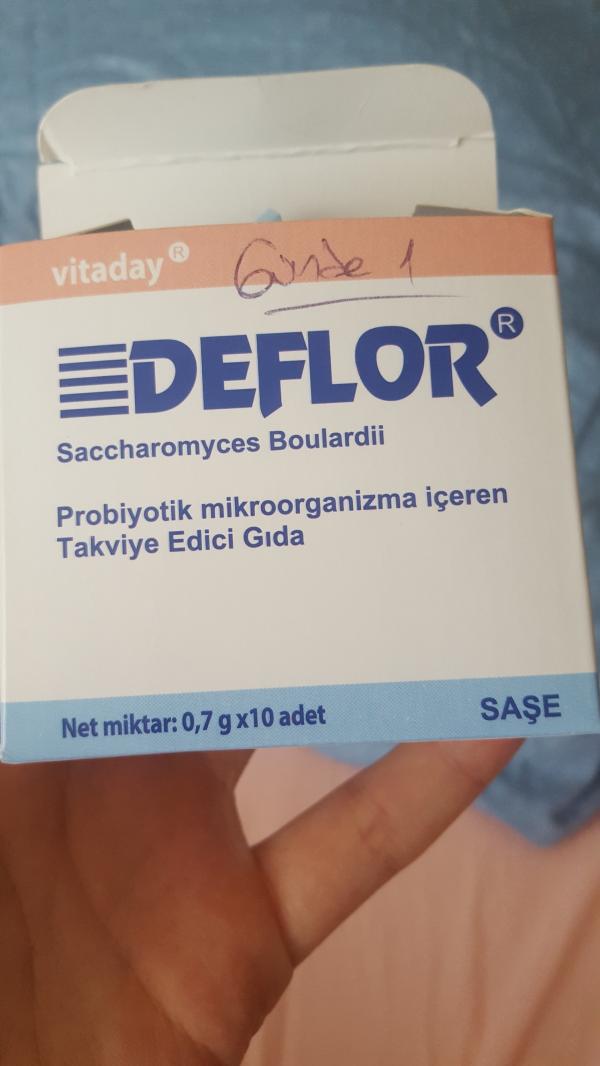 vitaday®
Günde 1
DEFLOR®
Saccharomyces Boulardii
Probiyotik mikroorganizma içeren
Takviye Edici Gıda
Net miktar: 0,7 g x10 adet
SAŞE